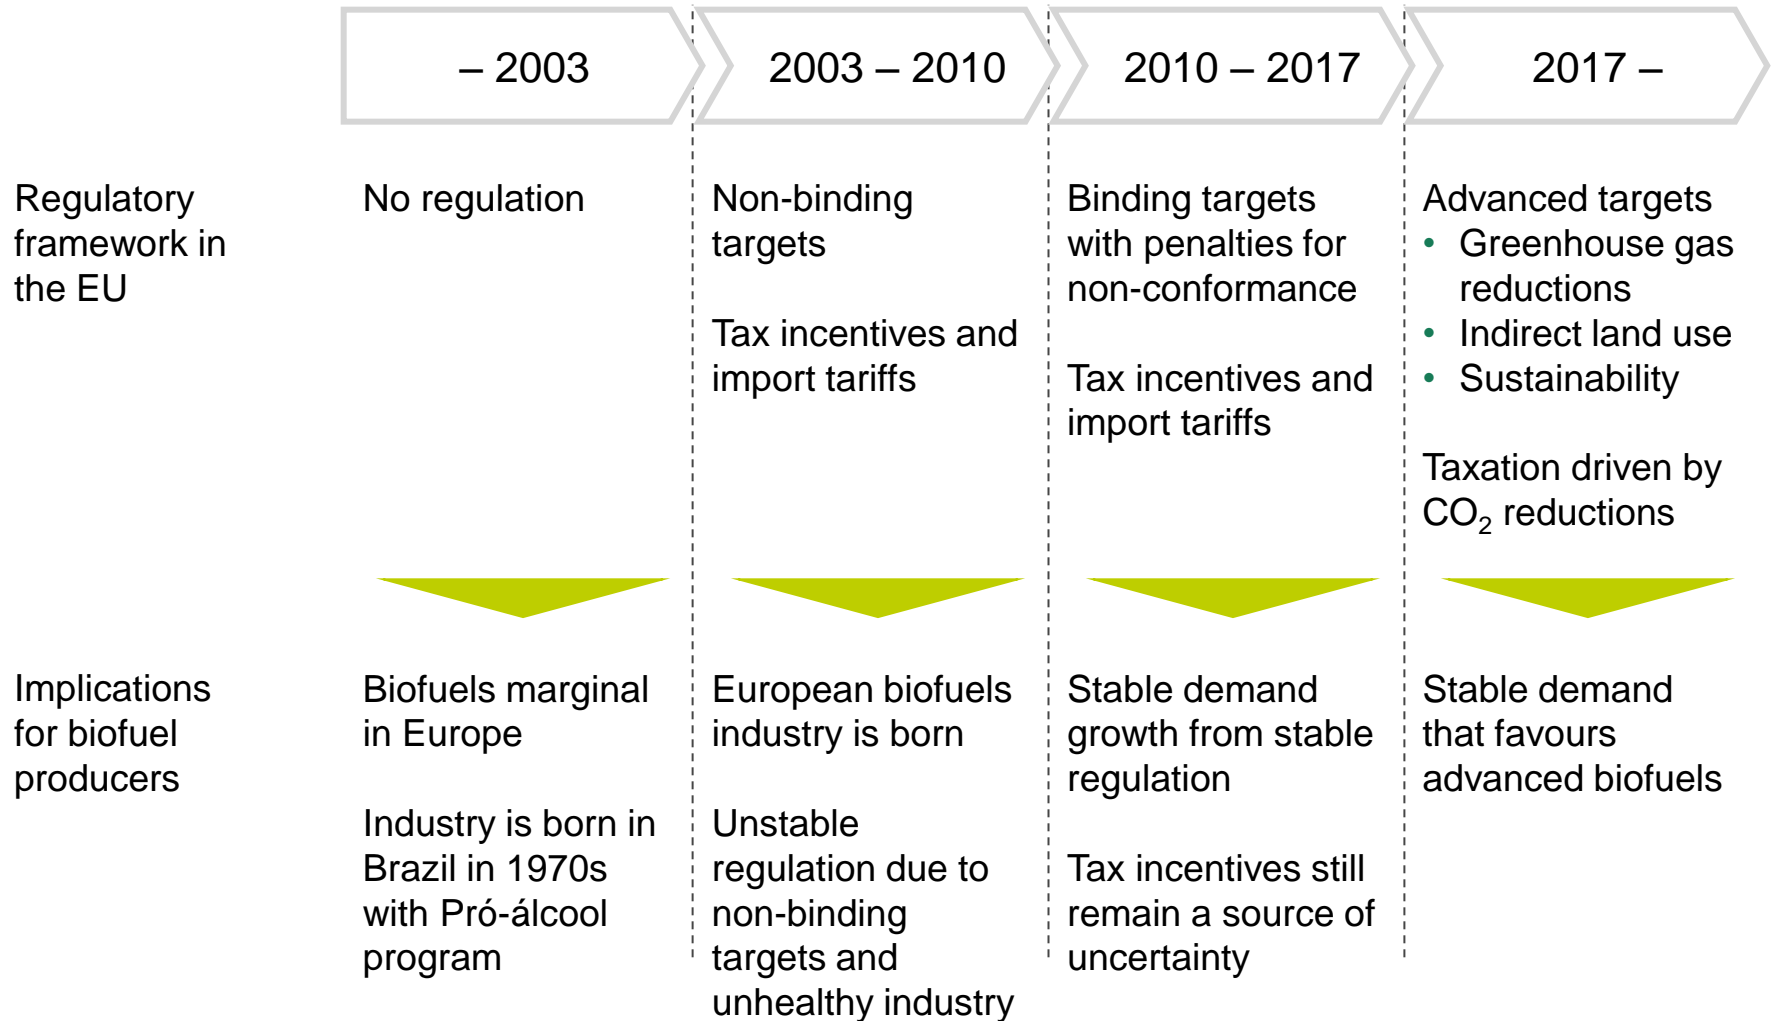 – 2003
2003 – 2010
2010 – 2017
2017 –
Regulatory
framework in
the EU
No regulation
Non-binding
targets
Tax incentives and
import tariffs
Binding targets
with penalties for
non-conformance
Tax incentives and
import tariffs
Advanced targets
• Greenhouse gas
reductions
• Indirect land use
• Sustainability
Taxation driven by
CO₂ reductions
Implications
for biofuel
producers
Biofuels marginal
in Europe
Industry is born in
Brazil in 1970s
with Pró-álcool
program
European biofuels
industry is born
Unstable
regulation due to
non-binding
targets and
unhealthy industry
Stable demand
growth from stable
regulation
Tax incentives still
remain a source of
uncertainty
Stable demand
that favours
advanced biofuels